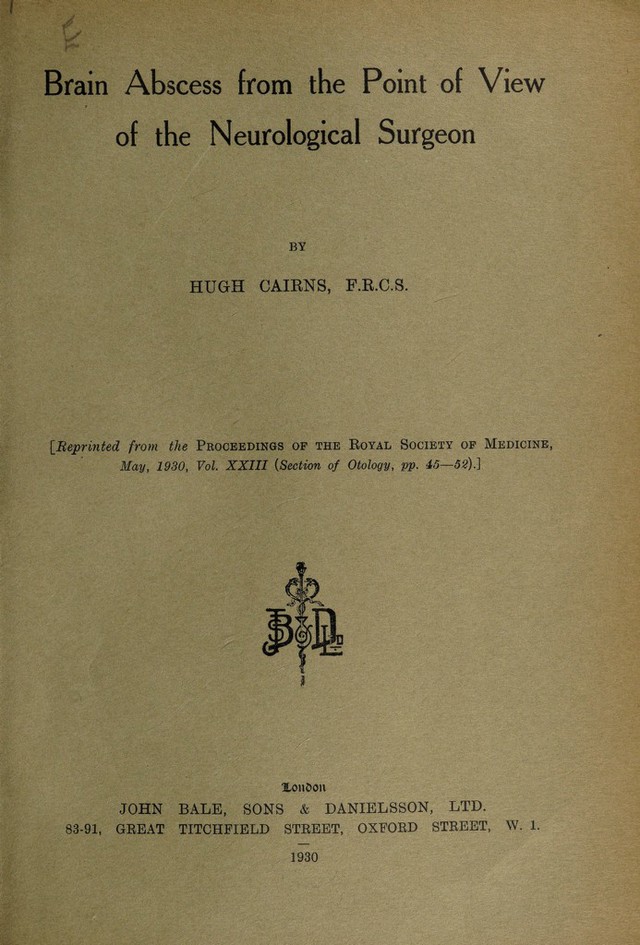 Brain Abscess from the Point of View
of the Neurological Surgeon
BY
HUGH CAIRNS, F.R.C.S.
[Reprinted from the PROCEEDINGS OF THE ROYAL SOCIETY OF MEDICINE,
May, 1930, Vol. XXIII (Section of Otology, pp. 45—52).]
London
JOHN BALE, SONS & DANIELSSON, LTD.
83-91, GREAT TITCHFIELD STREET, OXFORD STREET, W. 1.
1930